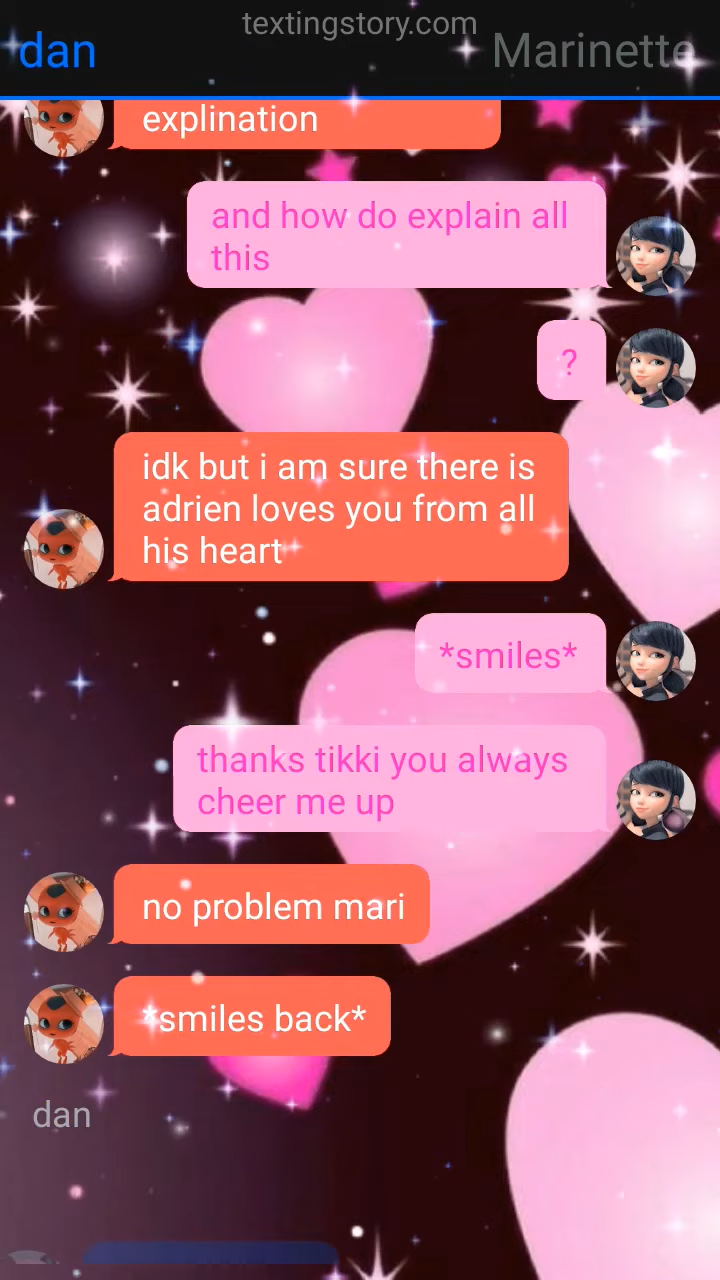 textingstory.com
dan
Marinette
explination
and how do explain all
this
?
idk but i am sure there is
adrien loves you from all
his heart
*smiles*
thanks tikki you always
cheer me up
no problem mari
*smiles back*
dan